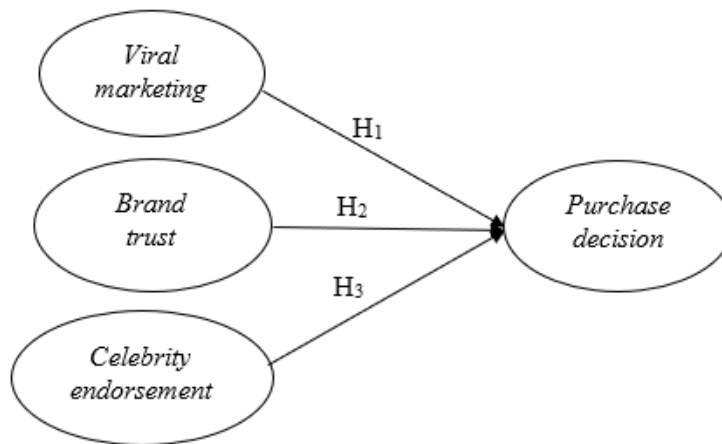 Viral
marketing
H₁
Brand
trust
H₂
Purchase
decision
H₃
Celebrity
endorsement